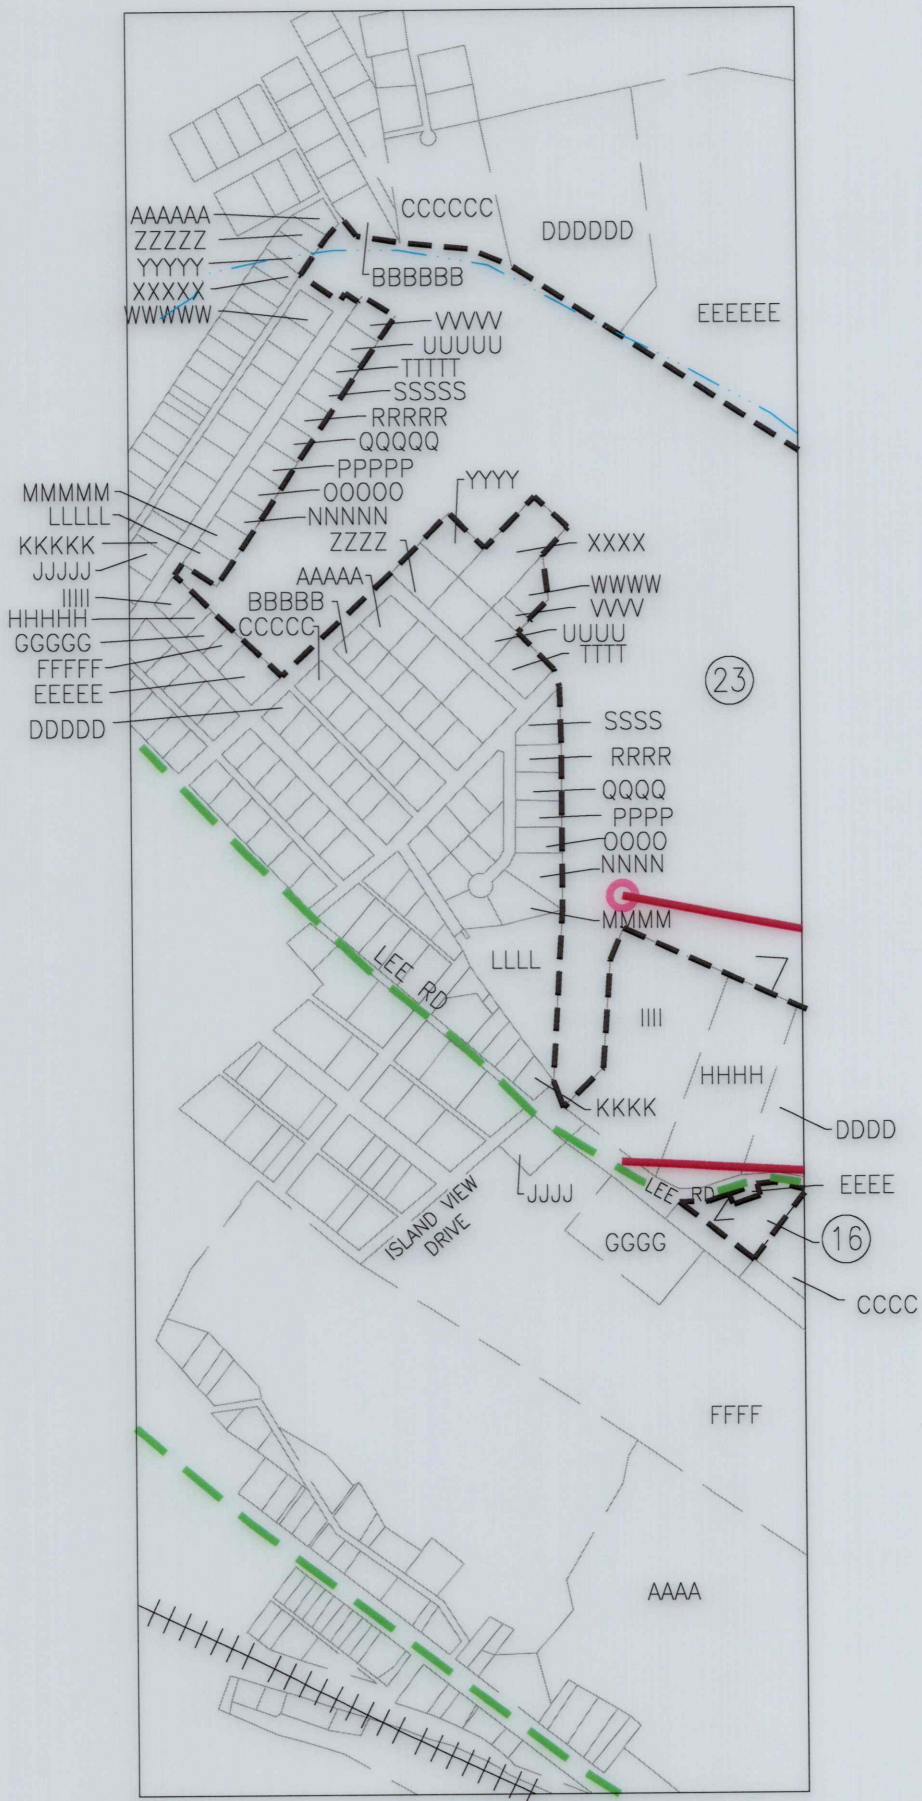 CCCCCC
AAAAAA
ZZZZZ
YYYYY
XXXXX
WWWWW
DDDDDD
BBBBBB
EEEEEE
VVVVV
UUUUU
TTTTT
SSSSS
RRRRR
QQQQQ
PPPPP
OOOOO
NNNNN
MMMMM
LLLLL
KKKKK
JJJJJ
IIIII
HHHHH
GGGGG
FFFFF
EEEEE
DDDDD
YYYY
ZZZZ
AAAAA
BBBBB
CCCCC
XXXX
WWWW
VVVV
UUUU
TTTT
23
SSSS
RRRR
QQQQ
PPPP
OOOO
NNNN
MMMM
LLLL
LEE RD
IIII
HHHH
KKKK
DDDD
JJJJ
LEE RD
EEEE
ISLAND VIEW
DRIVE
GGGG
16
CCCC
FFFF
AAAA